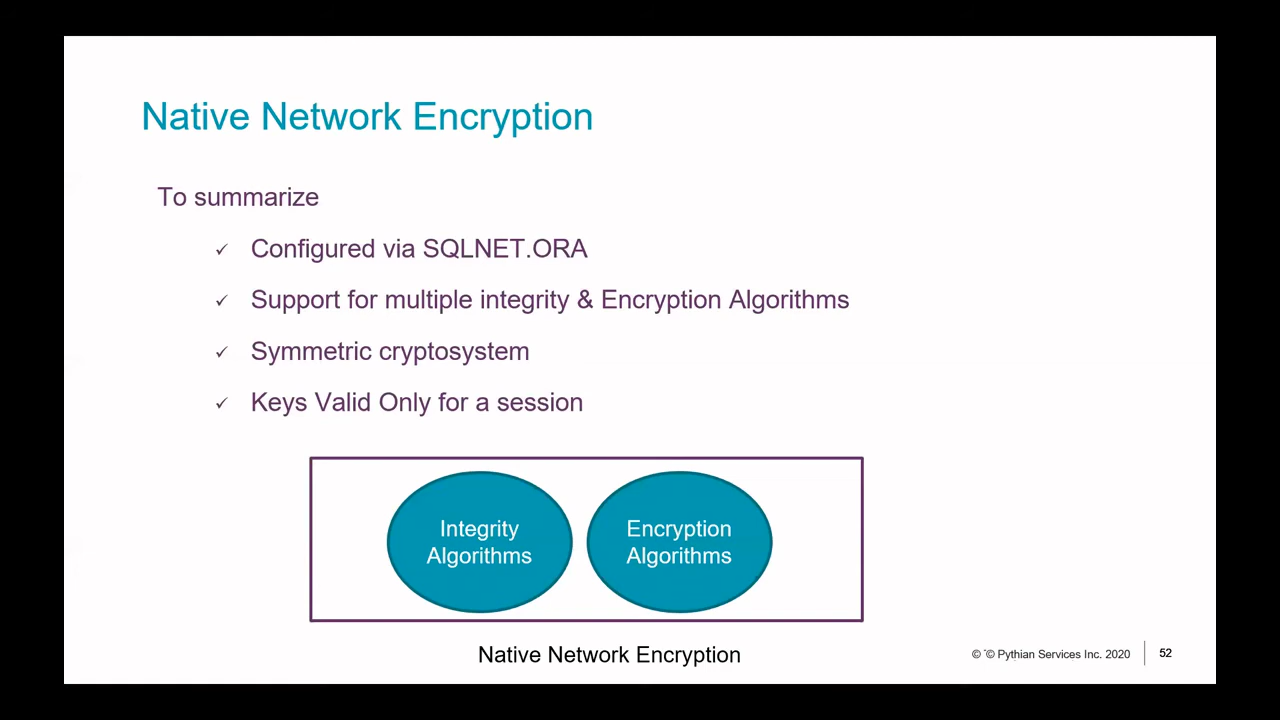 Native Network Encryption
To summarize
✓ Configured via SQLNET.ORA
✓ Support for multiple integrity & Encryption Algorithms
✓ Symmetric cryptosystem
✓ Keys Valid Only for a session
Integrity
Algorithms
Encryption
Algorithms
Native Network Encryption
© ¨© Pythian Services Inc. 2020
52